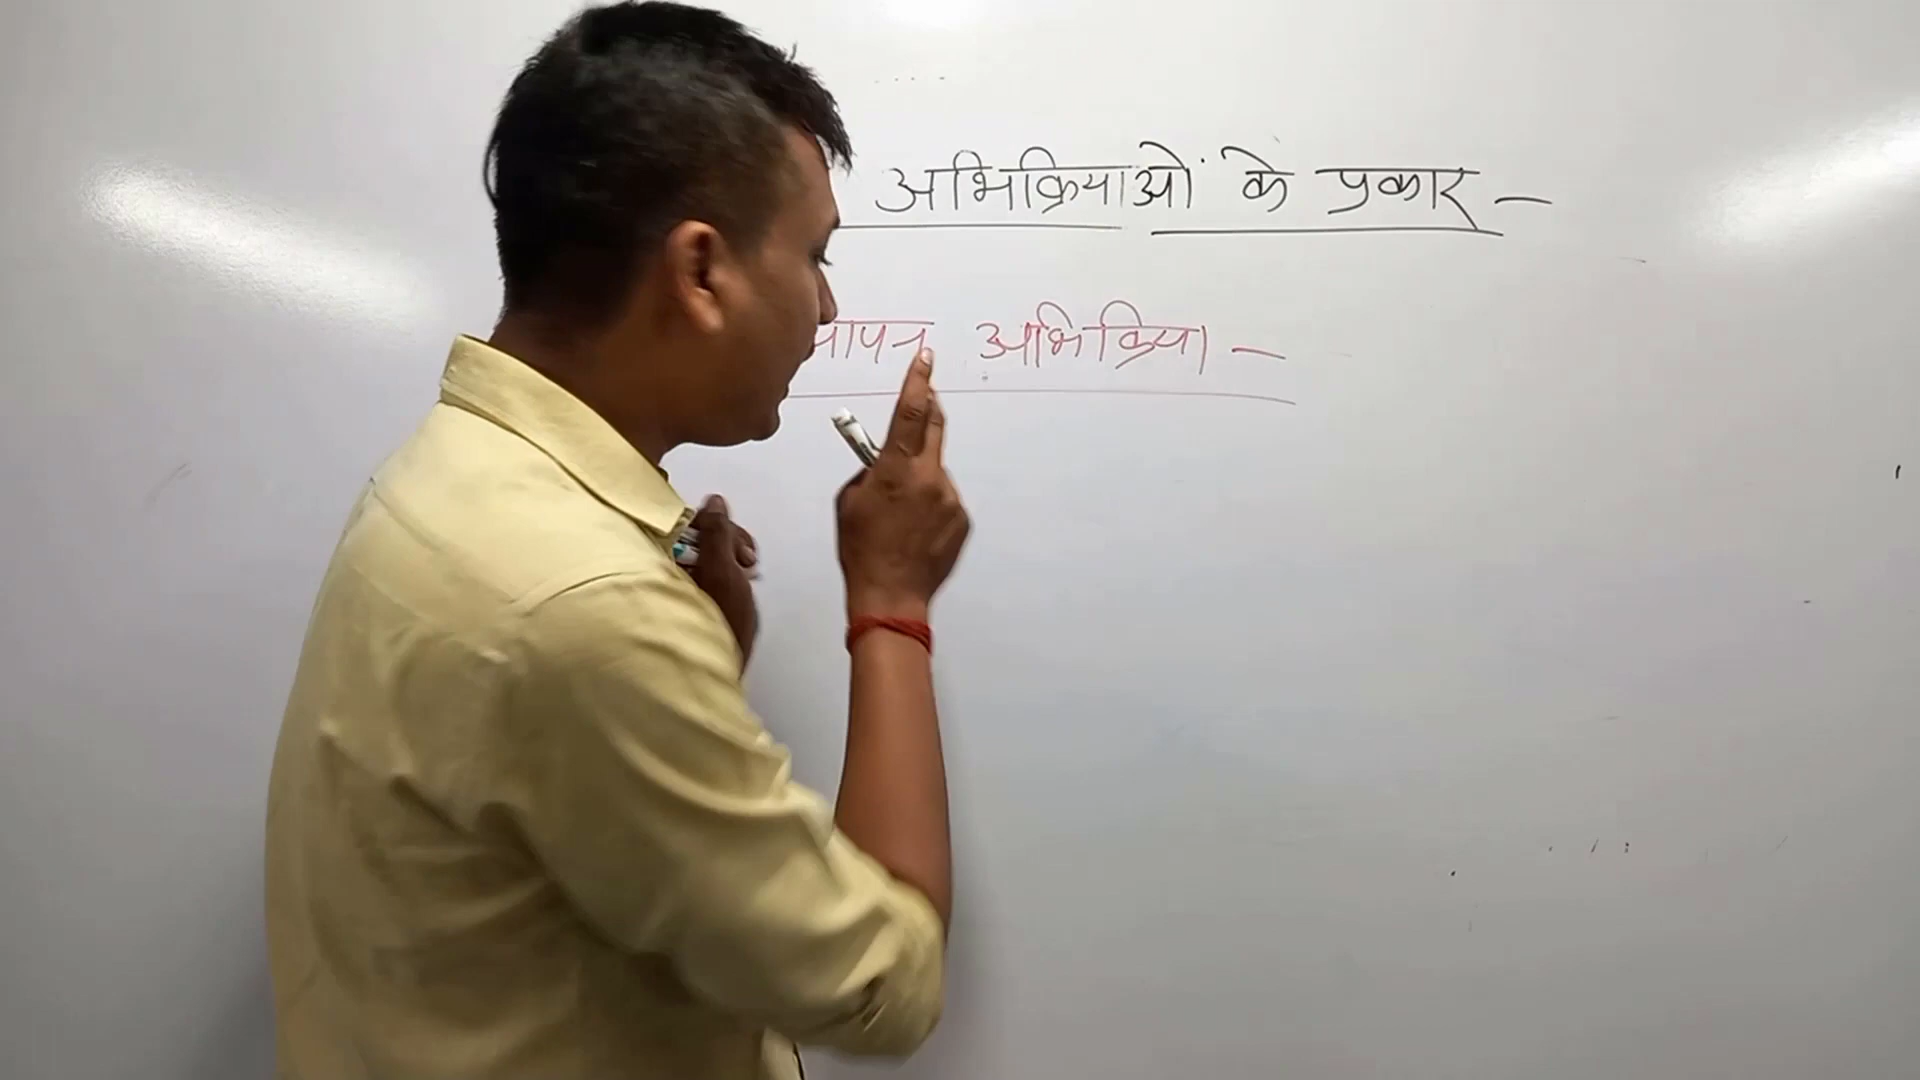 अभिक्रियाओं के प्रकार –
अभिक्रिया –